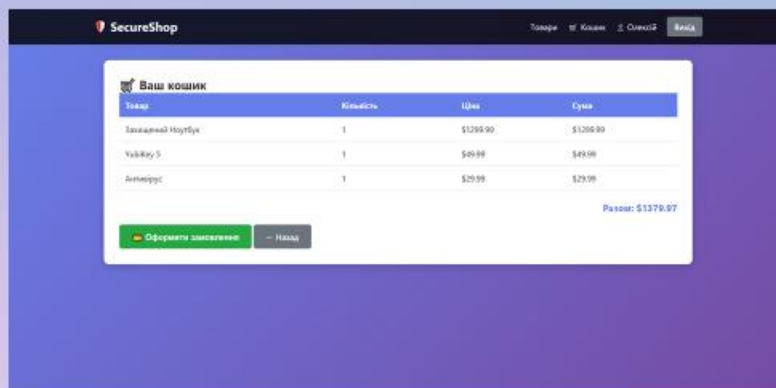 SecureShop
Товари Кошик Олексій Вихід
Ваш кошик
Товар Кількість Ціна Сума
Захищений Ноутбук 1 $1299.99 $1299.99
YubiKey 5 1 $49.99 $49.99
Антивірус 1 $29.99 $29.99
Разом: $1379.97
Оформити замовлення ← Назад